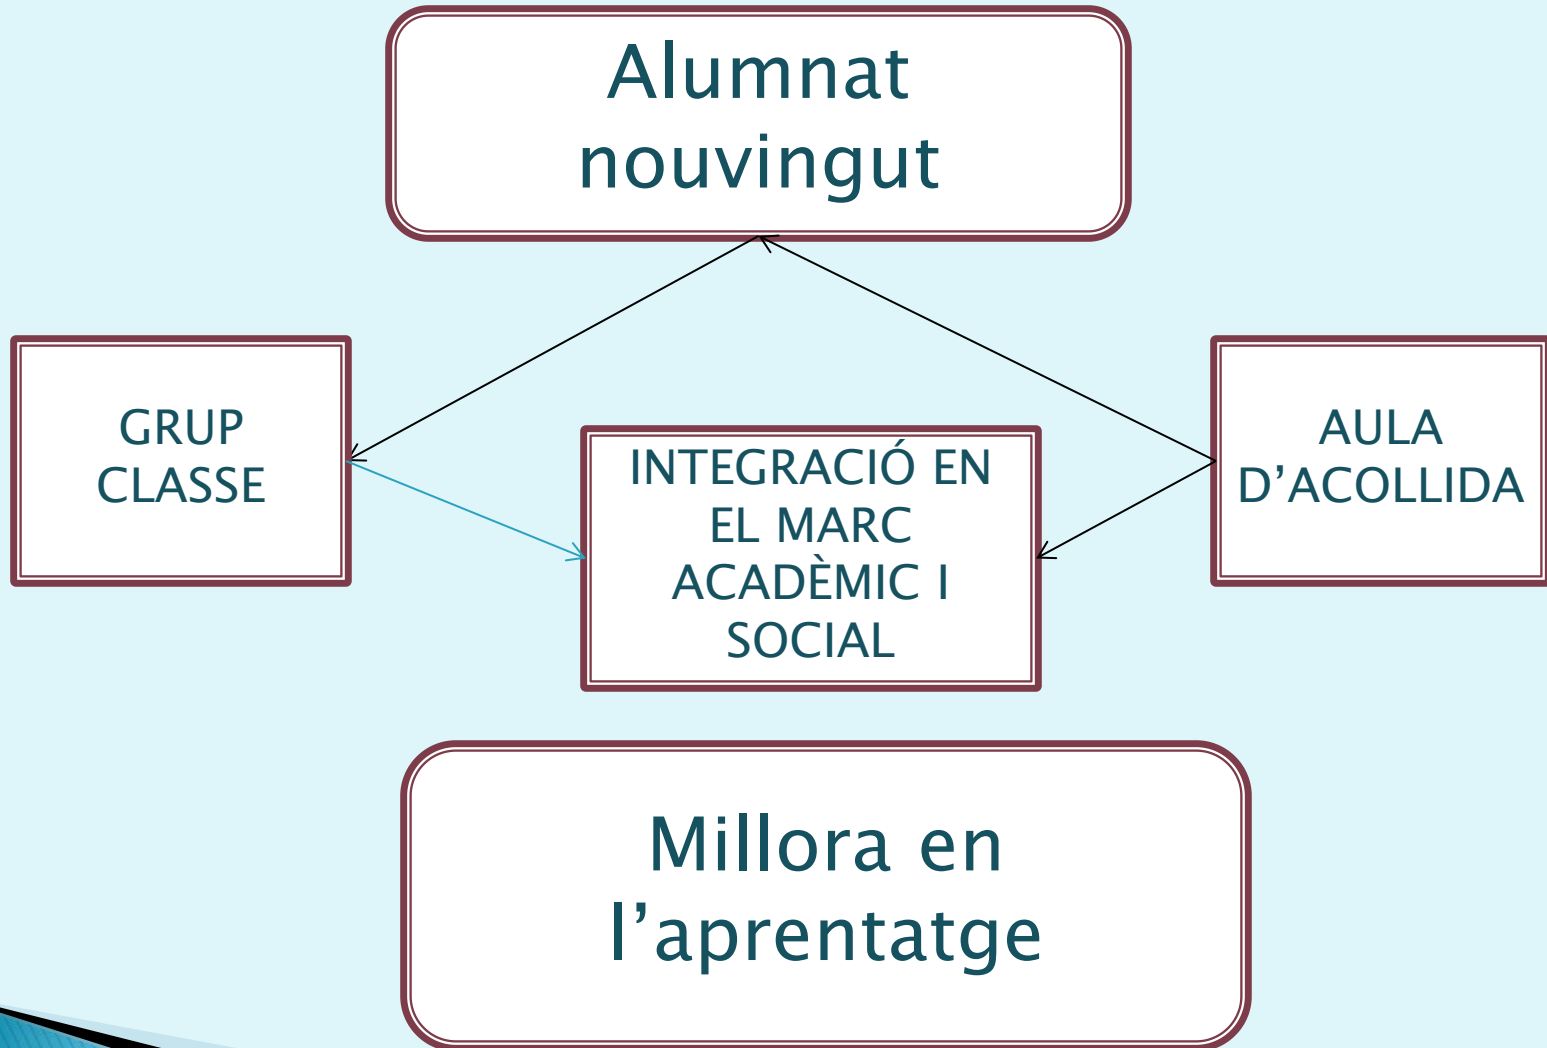 Alumnat
nouvingut
GRUP
CLASSE
INTEGRACIÓ EN
EL MARC
ACADÈMIC I
SOCIAL
AULA
D’ACOLLIDA
Millora en
l’aprentatge